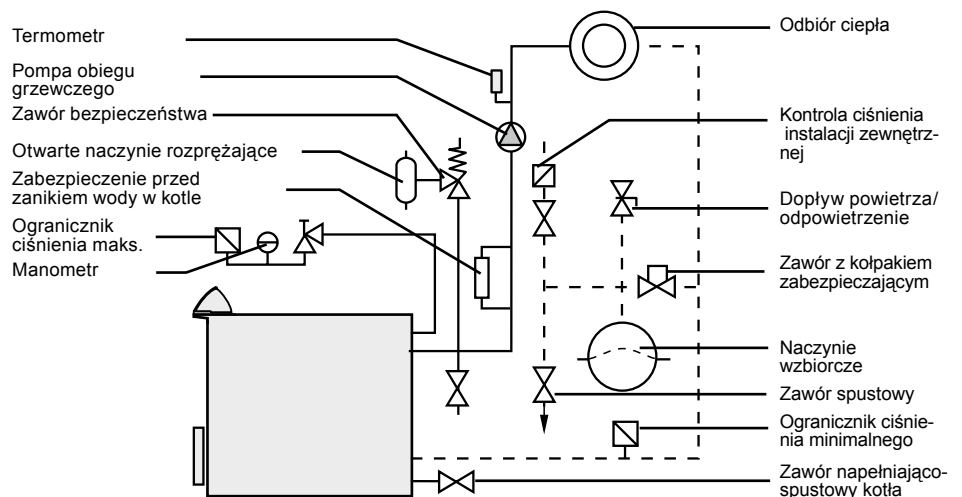 Termometr
Pompa obiegu
grzewczego
Zawór bezpieczeństwa
Otwarte naczynie rozprężające
Zabezpieczenie przed
zanikiem wody w kotle
Ogranicznik
ciśnienia maks.
Manometr
Odbiór ciepła
Kontrola ciśnienia
instalacji zewnętrz-
nej
Dopływ powietrza/
odpowietrzenie
Zawór z kołpakiem
zabezpieczającym
Naczynie
wzbiorcze
Zawór spustowy
Ogranicznik ciśnie-
nia minimalnego
Zawór napełniająco-
spustowy kotła